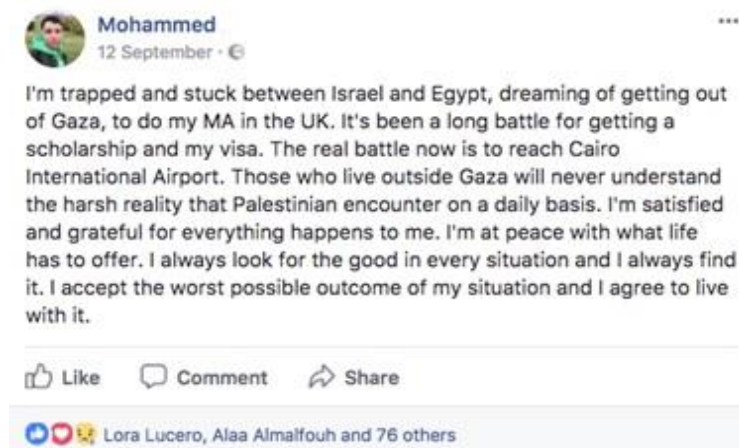 Mohammed
12 September ·
I'm trapped and stuck between Israel and Egypt, dreaming of getting out
of Gaza, to do my MA in the UK. It's been a long battle for getting a
scholarship and my visa. The real battle now is to reach Cairo
International Airport. Those who live outside Gaza will never understand
the harsh reality that Palestinian encounter on a daily basis. I'm satisfied
and grateful for everything happens to me. I'm at peace with what life
has to offer. I always look for the good in every situation and I always find
it. I accept the worst possible outcome of my situation and I agree to live
with it.
Like Comment Share
Lora Lucero, Alaa Almalfouh and 76 others